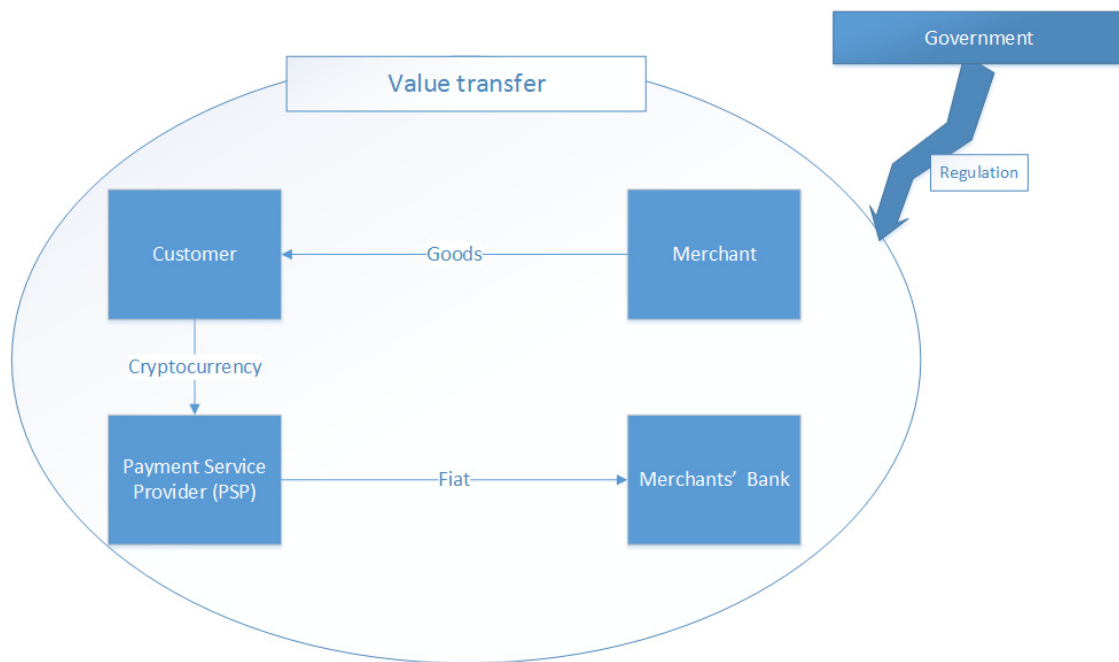 Government
Value transfer
Regulation
Customer
Goods
Merchant
Cryptocurrency
Payment Service
Provider (PSP)
Fiat
Merchants' Bank